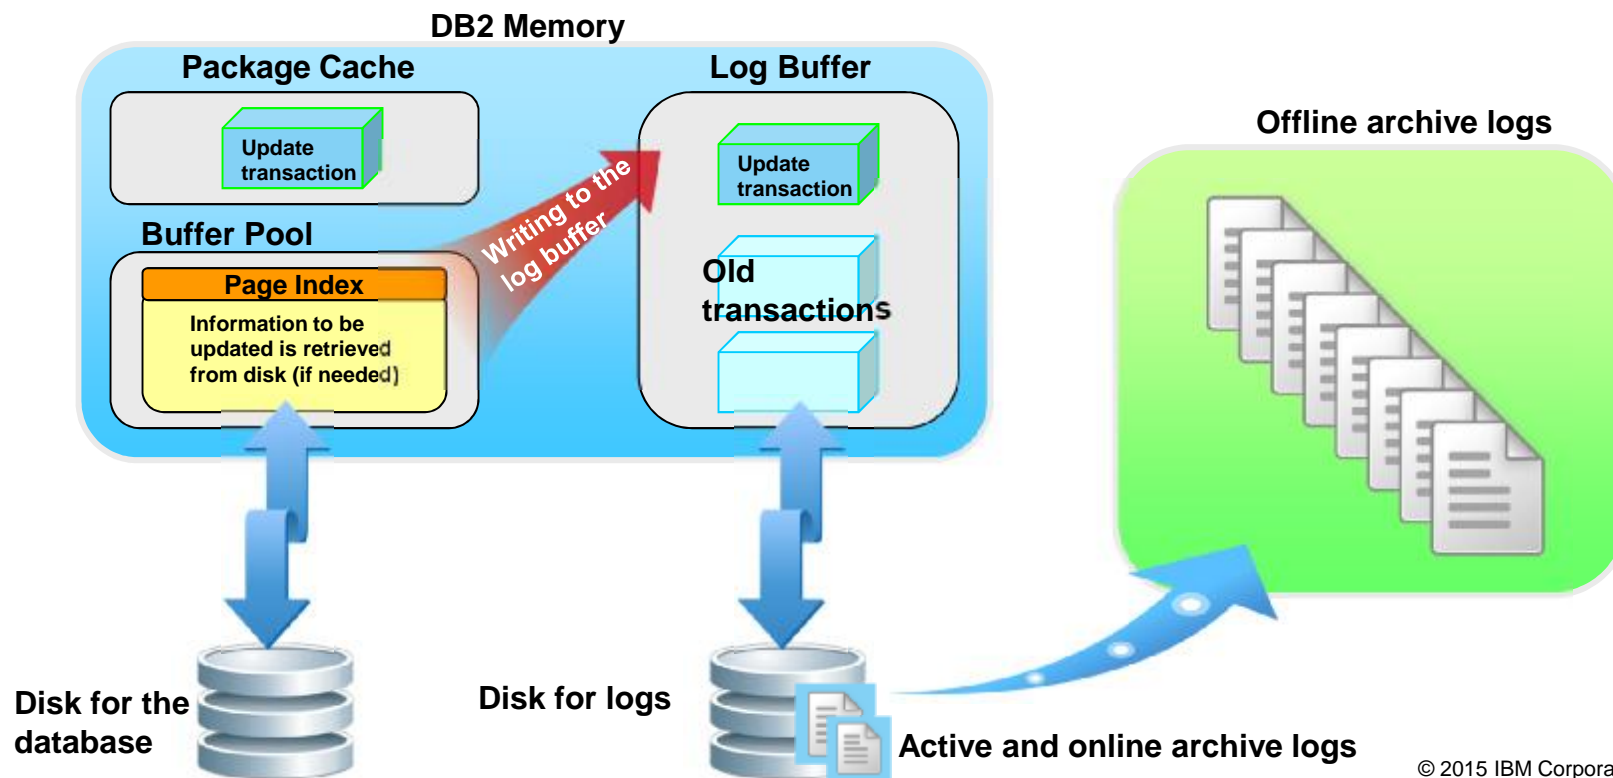 DB2 Memory
Package Cache
Log Buffer
Update
transaction
Update
transaction
Offline archive logs
Writing to the
log buffer
Buffer Pool
Page Index
Information to be
updated is retrieved
from disk (if needed)
Old
transactions
Disk for the
database
Disk for logs
Active and online archive logs
© 2015 IBM Corpora